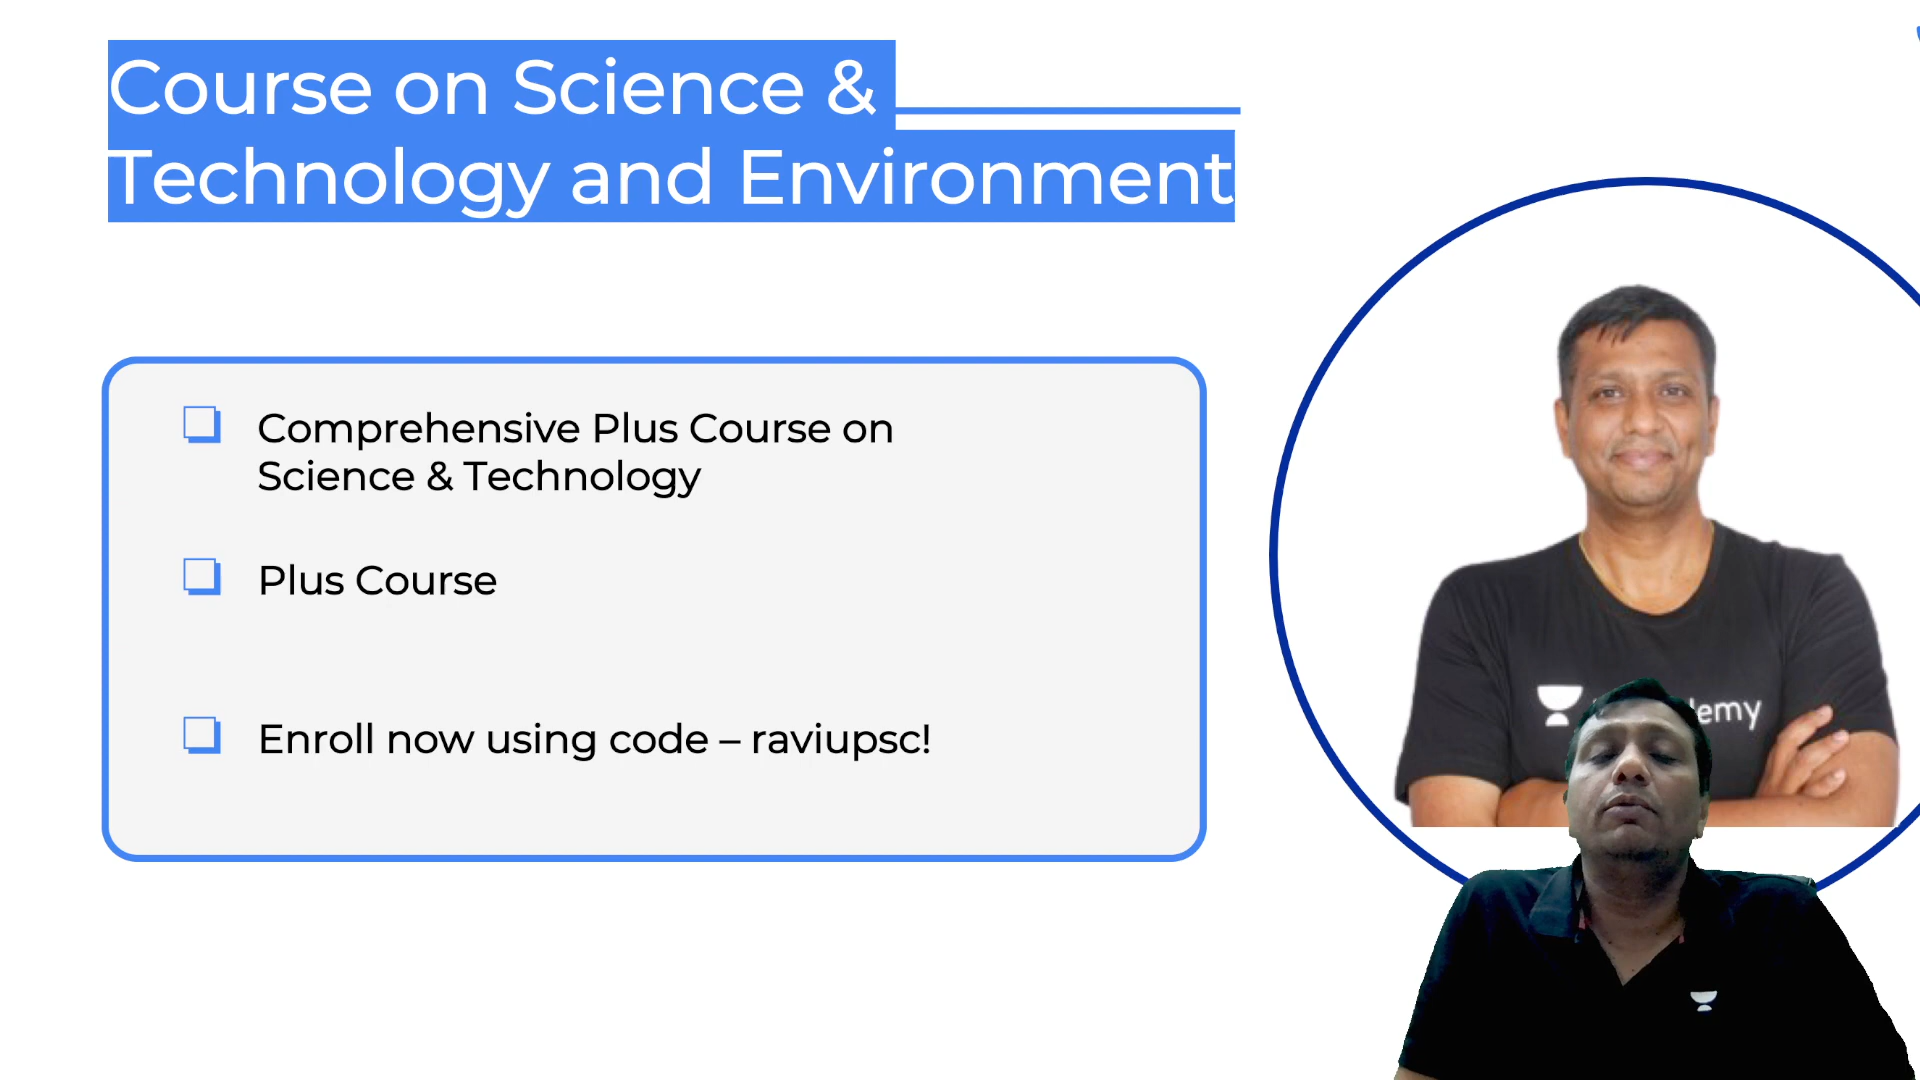 Course on Science &
Technology and Environment
Comprehensive Plus Course on
Science & Technology
Plus Course
Enroll now using code – raviupsc!